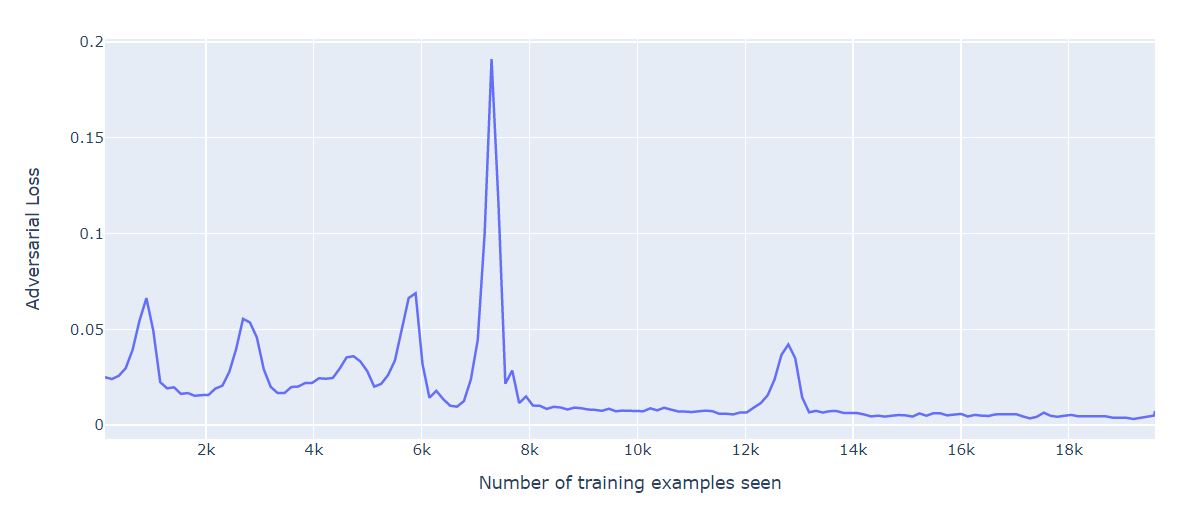 0.2
0.15
0.1
0.05
0
Adversarial Loss
2k 4k 6k 8k 10k 12k 14k 16k 18k
Number of training examples seen